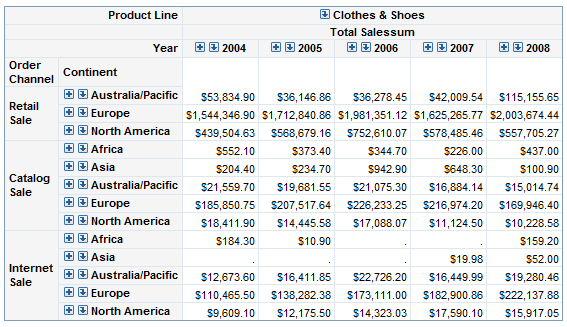 Product Line Clothes & Shoes
Total Salessum
Year 2004 2005 2006 2007 2008
Order Channel Continent
Retail Sale Australia/Pacific $53,834.90 $36,146.86 $36,278.45 $42,009.54 $115,155.65
Europe $1,544,346.90 $1,712,840.86 $1,981,351.12 $1,625,265.77 $2,003,674.44
North America $439,504.63 $568,679.16 $752,610.07 $578,485.46 $557,705.27
Catalog Sale Africa $552.10 $373.40 $344.70 $226.00 $437.00
Asia $204.40 $234.70 $942.90 $648.30 $100.90
Australia/Pacific $21,559.70 $19,681.55 $21,075.30 $16,884.14 $15,014.74
Europe $185,850.75 $207,517.64 $226,233.25 $216,974.20 $169,946.40
North America $18,411.90 $14,445.58 $17,088.07 $11,124.50 $10,228.58
Internet Sale Africa $184.30 $10.90 . . $159.20
Asia . . . $19.98 $52.00
Australia/Pacific $12,673.60 $16,411.85 $22,726.20 $16,449.99 $19,280.46
Europe $110,465.50 $138,282.38 $173,111.00 $182,900.86 $222,137.88
North America $9,609.10 $12,175.50 $14,323.03 $17,590.10 $15,917.05